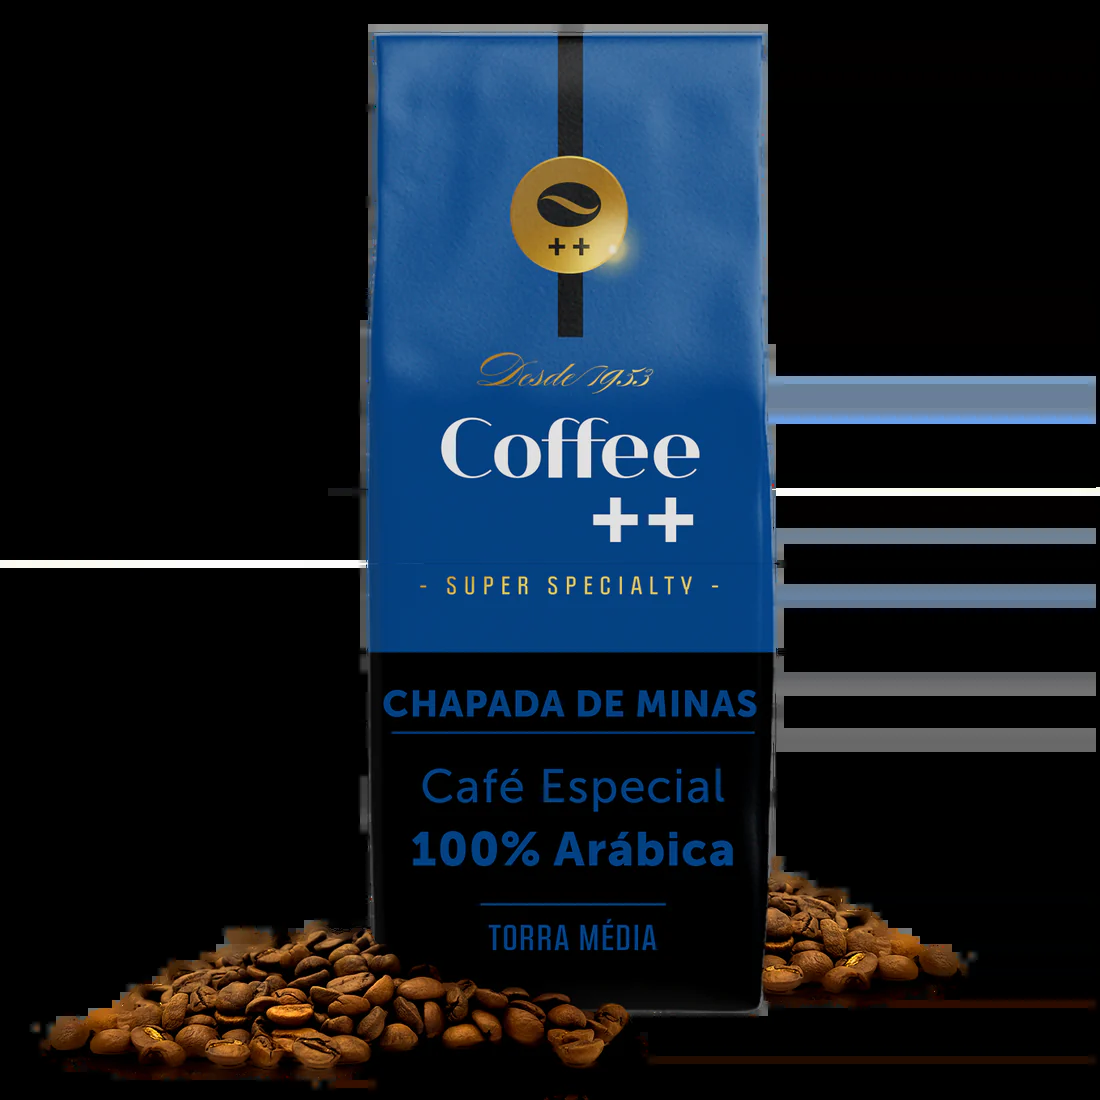 ++
Desde 1953
Coffee
++
- SUPER SPECIALTY -
CHAPADA DE MINAS
Café Especial
100% Arábica
TORRA MÉDIA